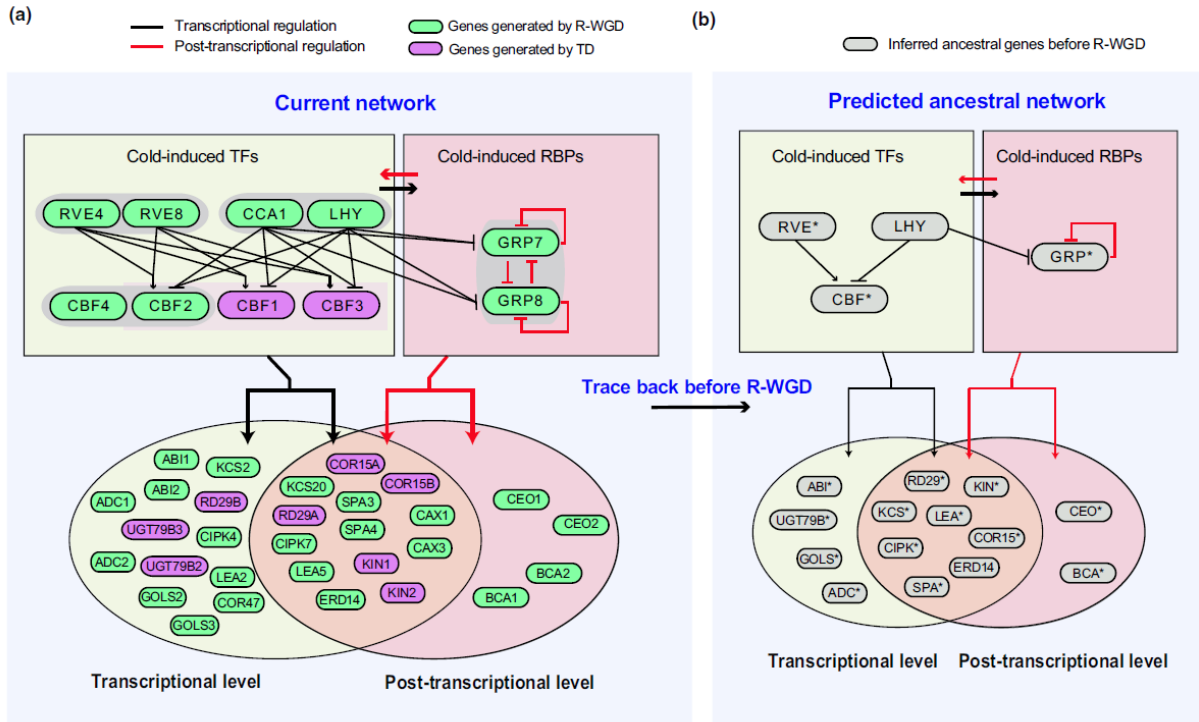 (a)
Transcriptional regulation
Post-transcriptional regulation
Genes generated by R-WGD
Genes generated by TD
Current network
Cold-induced TFs
Cold-induced RBPs
RVE4
RVE8
CCA1
LHY
GRP7
GRP8
CBF4
CBF2
CBF1
CBF3
ABI1
KCS2
ABI2
ADC1
RD29B
UGT79B3
CIPK4
ADC2
UGT79B2
LEA2
GOLS2
COR47
GOLS3
COR15A
COR15B
KCS20
SPA3
RD29A
CAX1
SPA4
CIPK7
CAX3
LEA5
KIN1
KIN2
ERD14
CEO1
CEO2
BCA2
BCA1
Transcriptional level
Post-transcriptional level
Trace back before R-WGD
(b)
Inferred ancestral genes before R-WGD
Predicted ancestral network
Cold-induced TFs
Cold-induced RBPs
RVE*
LHY
GRP*
CBF*
ABI*
UGT79B*
GOLS*
ADC*
RD29*
KIN*
KCS*
LEA*
COR15*
CIPK*
ERD14
SPA*
CEO*
BCA*
Transcriptional level
Post-transcriptional level